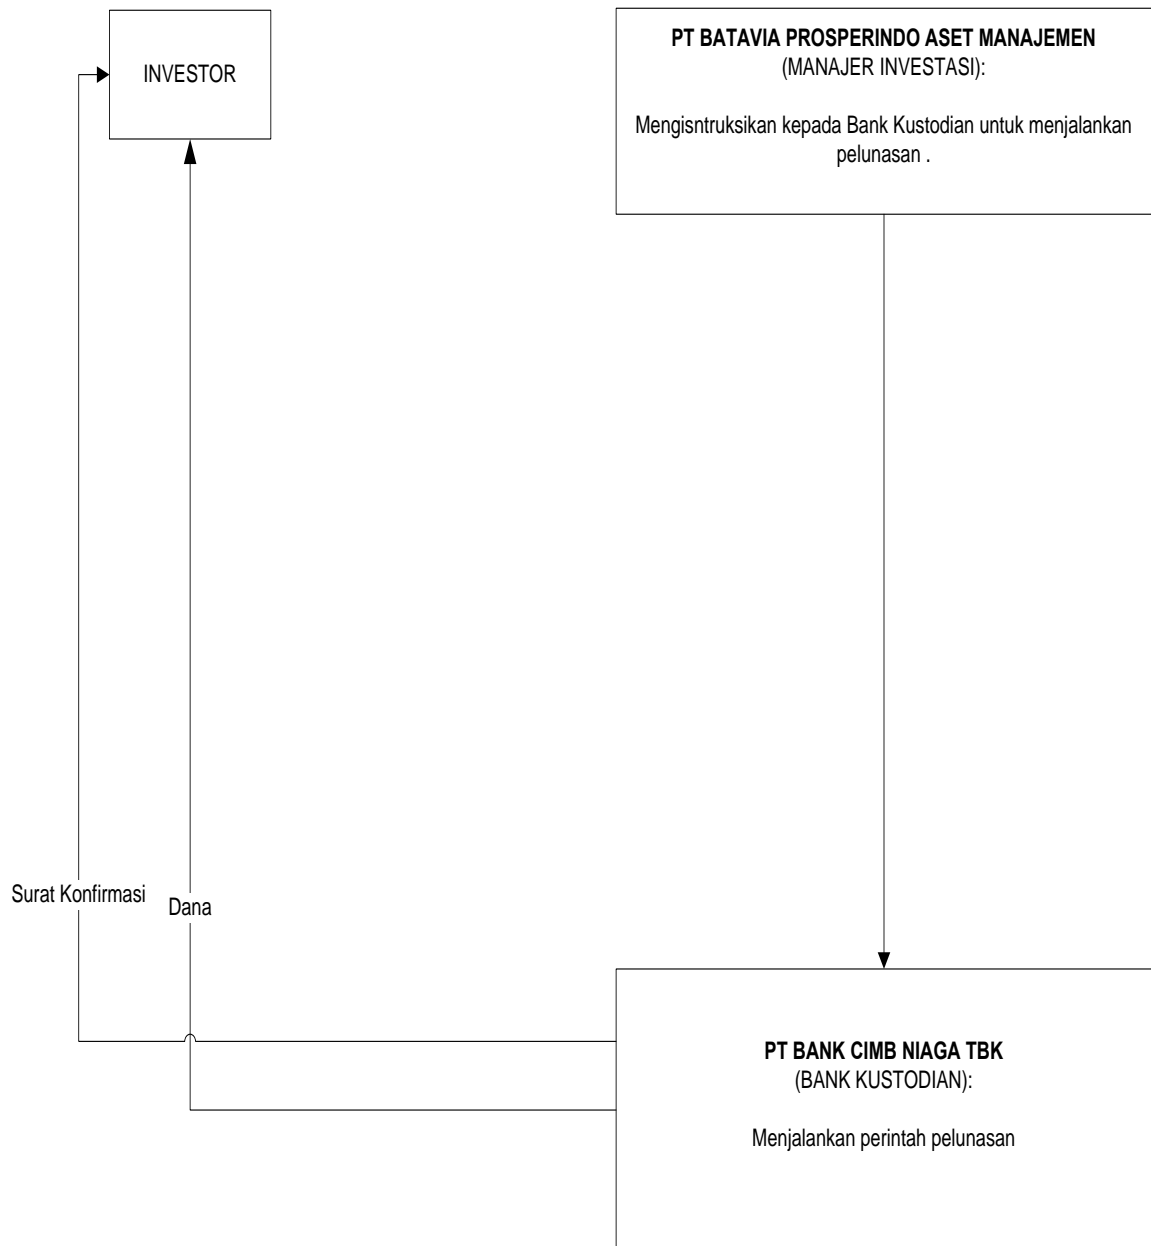 INVESTOR
PT BATAVIA PROSPERINDO ASET MANAJEMEN
(MANAJER INVESTASI):
Mengisntruksikan kepada Bank Kustodian untuk menjalankan
pelunasan .
Surat Konfirmasi
Dana
PT BANK CIMB NIAGA TBK
(BANK KUSTODIAN):
Menjalankan perintah pelunasan